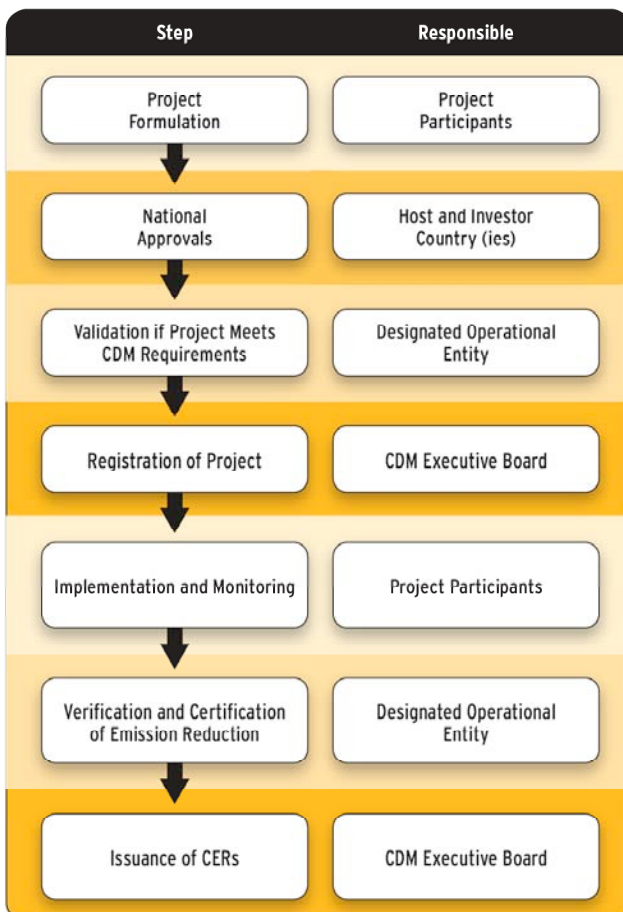 Step
Responsible
Project
Formulation
Project
Participants
National
Approvals
Host and Investor
Country (ies)
Validation if Project Meets
CDM Requirements
Designated Operational
Entity
Registration of Project
CDM Executive Board
Implementation and Monitoring
Project Participants
Verification and Certification
of Emission Reduction
Designated Operational
Entity
Issuance of CERs
CDM Executive Board